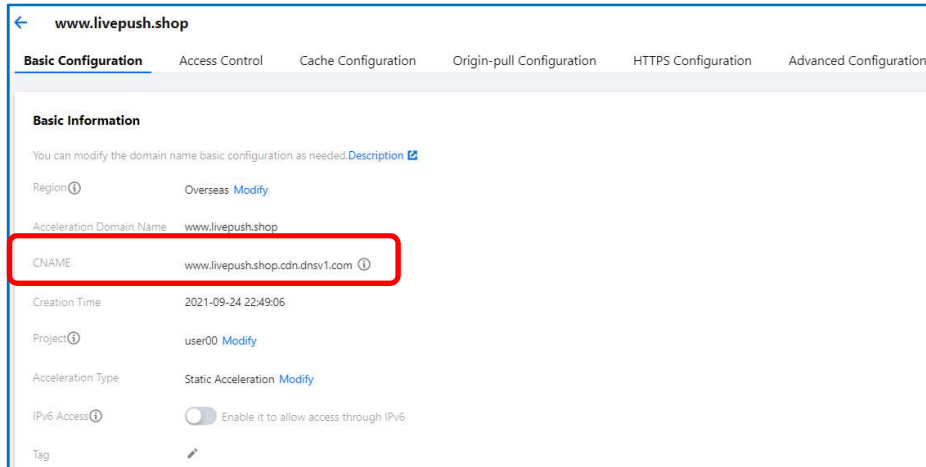 www.livepush.shop
Basic Configuration Access Control Cache Configuration Origin-pull Configuration HTTPS Configuration Advanced Configuration
Basic Information
You can modify the domain name basic configuration as needed.Description
Region Overseas Modify
Acceleration Domain Name www.livepush.shop
CNAME www.livepush.shop.cdn.dnsv1.com
Creation Time 2021-09-24 22:49:06
Project user00 Modify
Acceleration Type Static Acceleration Modify
IPv6 Access Enable it to allow access through IPv6
Tag